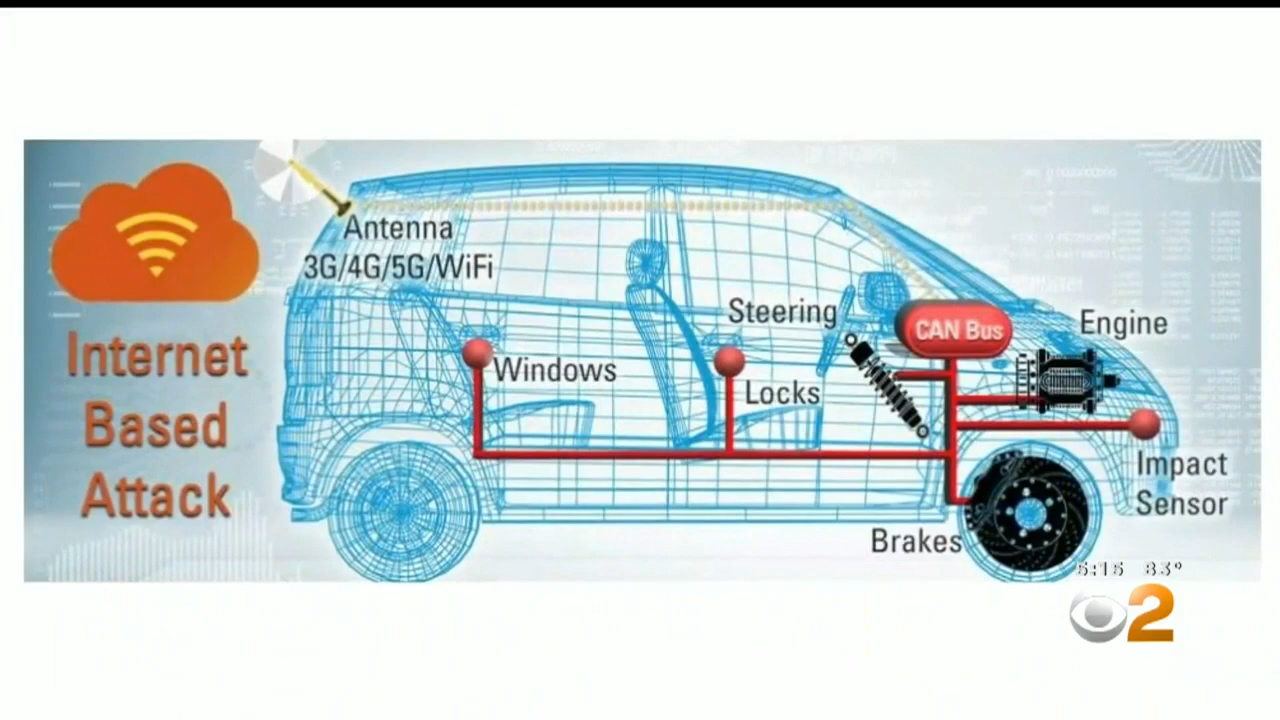 Internet
Based
Attack
Antenna
3G/4G/5G/WiFi
Windows
Locks
Steering
CAN Bus
Engine
Impact
Sensor
Brakes
5:15 83°
2